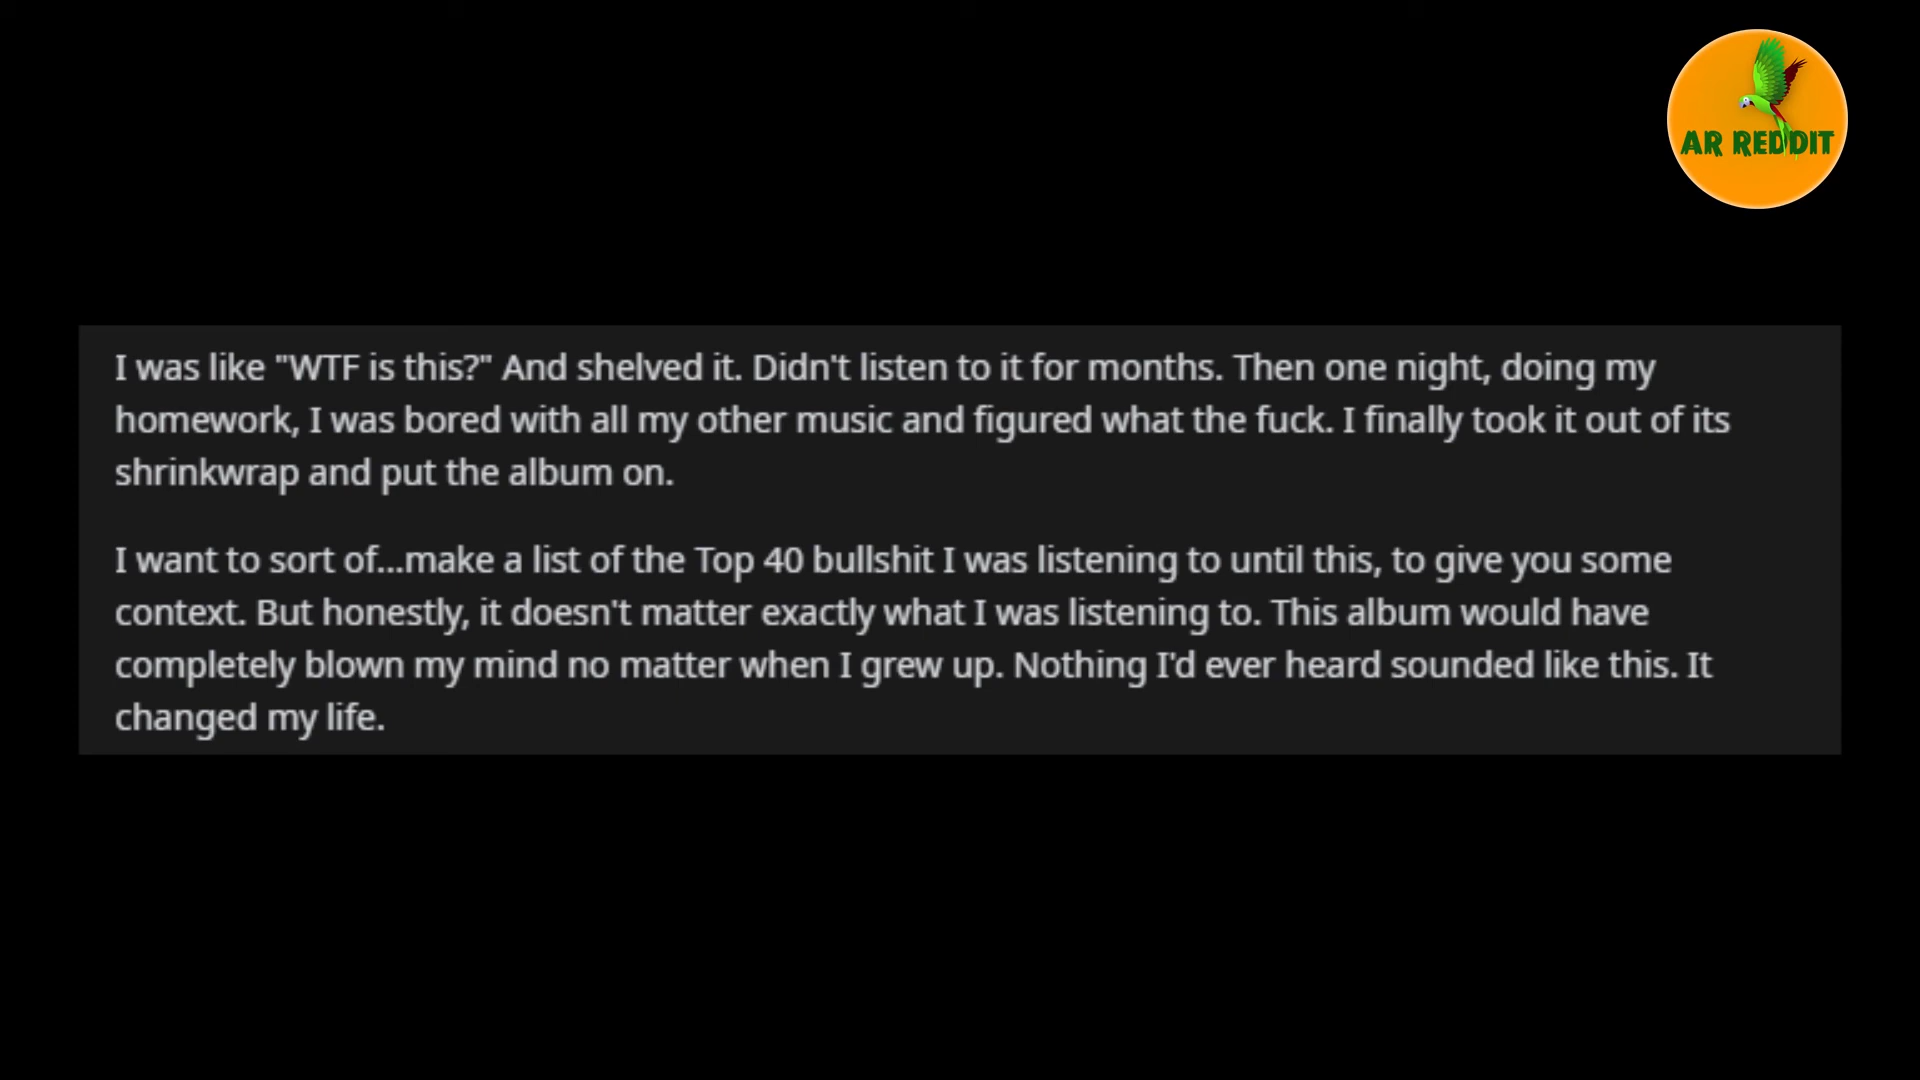 AR REDDIT
I was like "WTF is this?" And shelved it. Didn't listen to it for months. Then one night, doing my
homework, I was bored with all my other music and figured what the fuck. I finally took it out of its
shrinkwrap and put the album on.
I want to sort of...make a list of the Top 40 bullshit I was listening to until this, to give you some
context. But honestly, it doesn't matter exactly what I was listening to. This album would have
completely blown my mind no matter when I grew up. Nothing I'd ever heard sounded like this. It
changed my life.